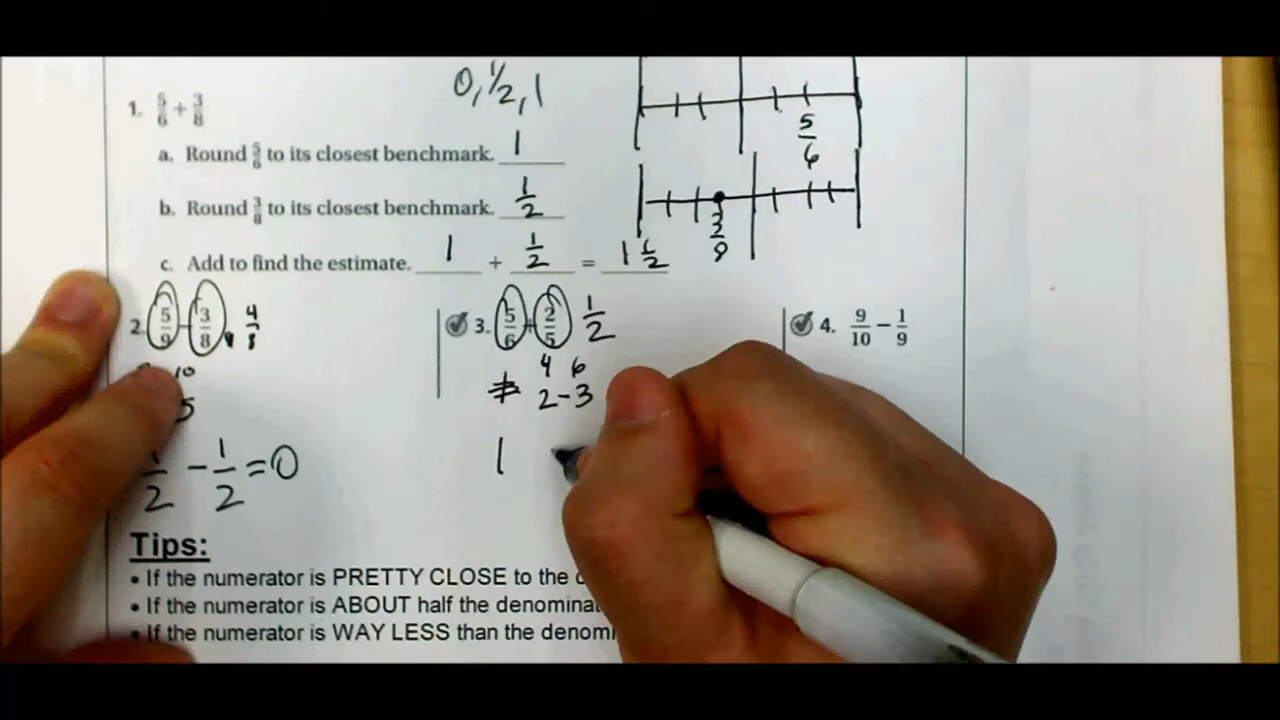 0, 1/2, 1
1. 5/6 + 3/8
a. Round 5/6 to its closest benchmark. 1
b. Round 3/8 to its closest benchmark. 1/2
c. Add to find the estimate. 1 + 1/2 = 1 1/2
5/6
3/8
2. 5/9 - 3/8 4/8
10
5
1/2 - 1/2 = 0
3. 5/6 + 2/5 1/2
4 6
2-3
1
4. 9/10 - 1/9
Tips:
• If the numerator is PRETTY CLOSE to the
• If the numerator is ABOUT half the
• If the numerator is WAY LESS than the